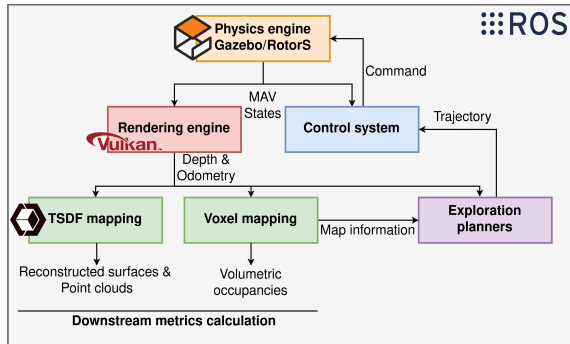 Physics engine
Gazebo/RotorS
ROS
Command
MAV
States
Trajectory
Rendering engine
Control system
Vulkan.
Depth &
Odometry
TSDF mapping
Voxel mapping
Exploration
planners
Map information
Reconstructed surfaces &
Point clouds
Volumetric
occupancies
Downstream metrics calculation